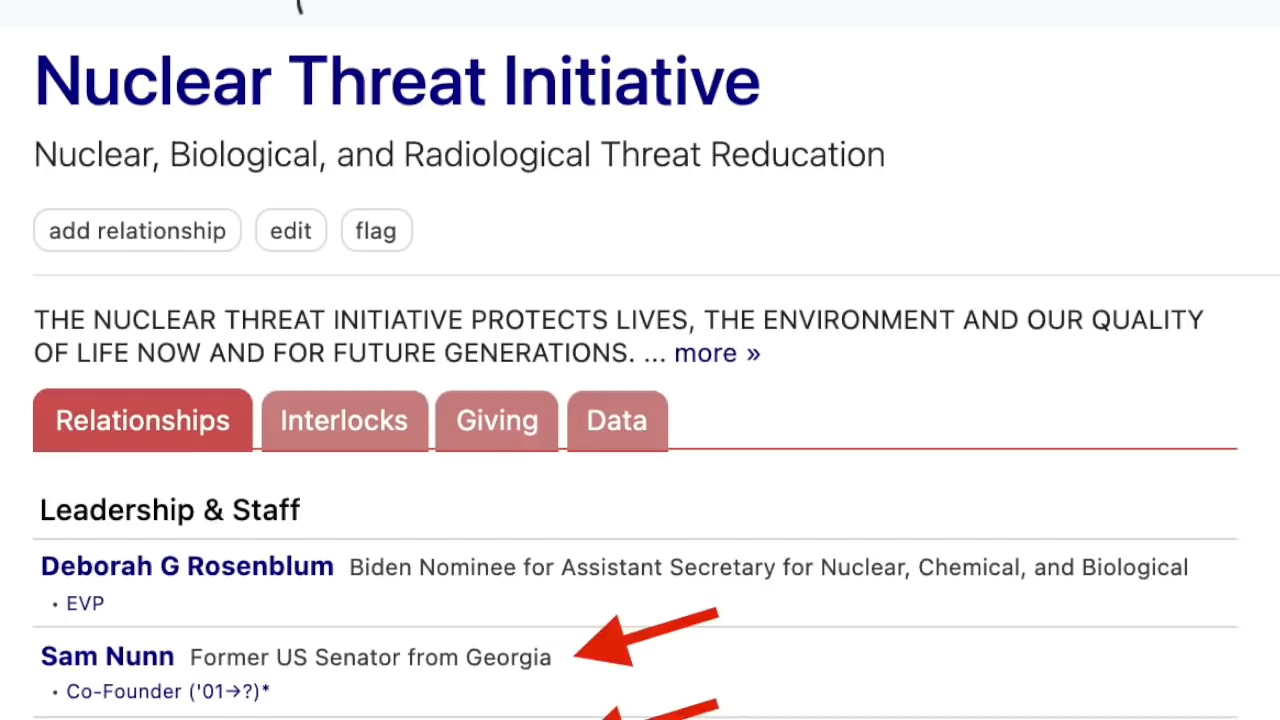 Nuclear Threat Initiative
Nuclear, Biological, and Radiological Threat Reducation
add relationship edit flag
THE NUCLEAR THREAT INITIATIVE PROTECTS LIVES, THE ENVIRONMENT AND OUR QUALITY
OF LIFE NOW AND FOR FUTURE GENERATIONS. ... more »
Relationships Interlocks Giving Data
Leadership & Staff
Deborah G Rosenblum Biden Nominee for Assistant Secretary for Nuclear, Chemical, and Biological
• EVP
Sam Nunn Former US Senator from Georgia
• Co-Founder ('01→?)*